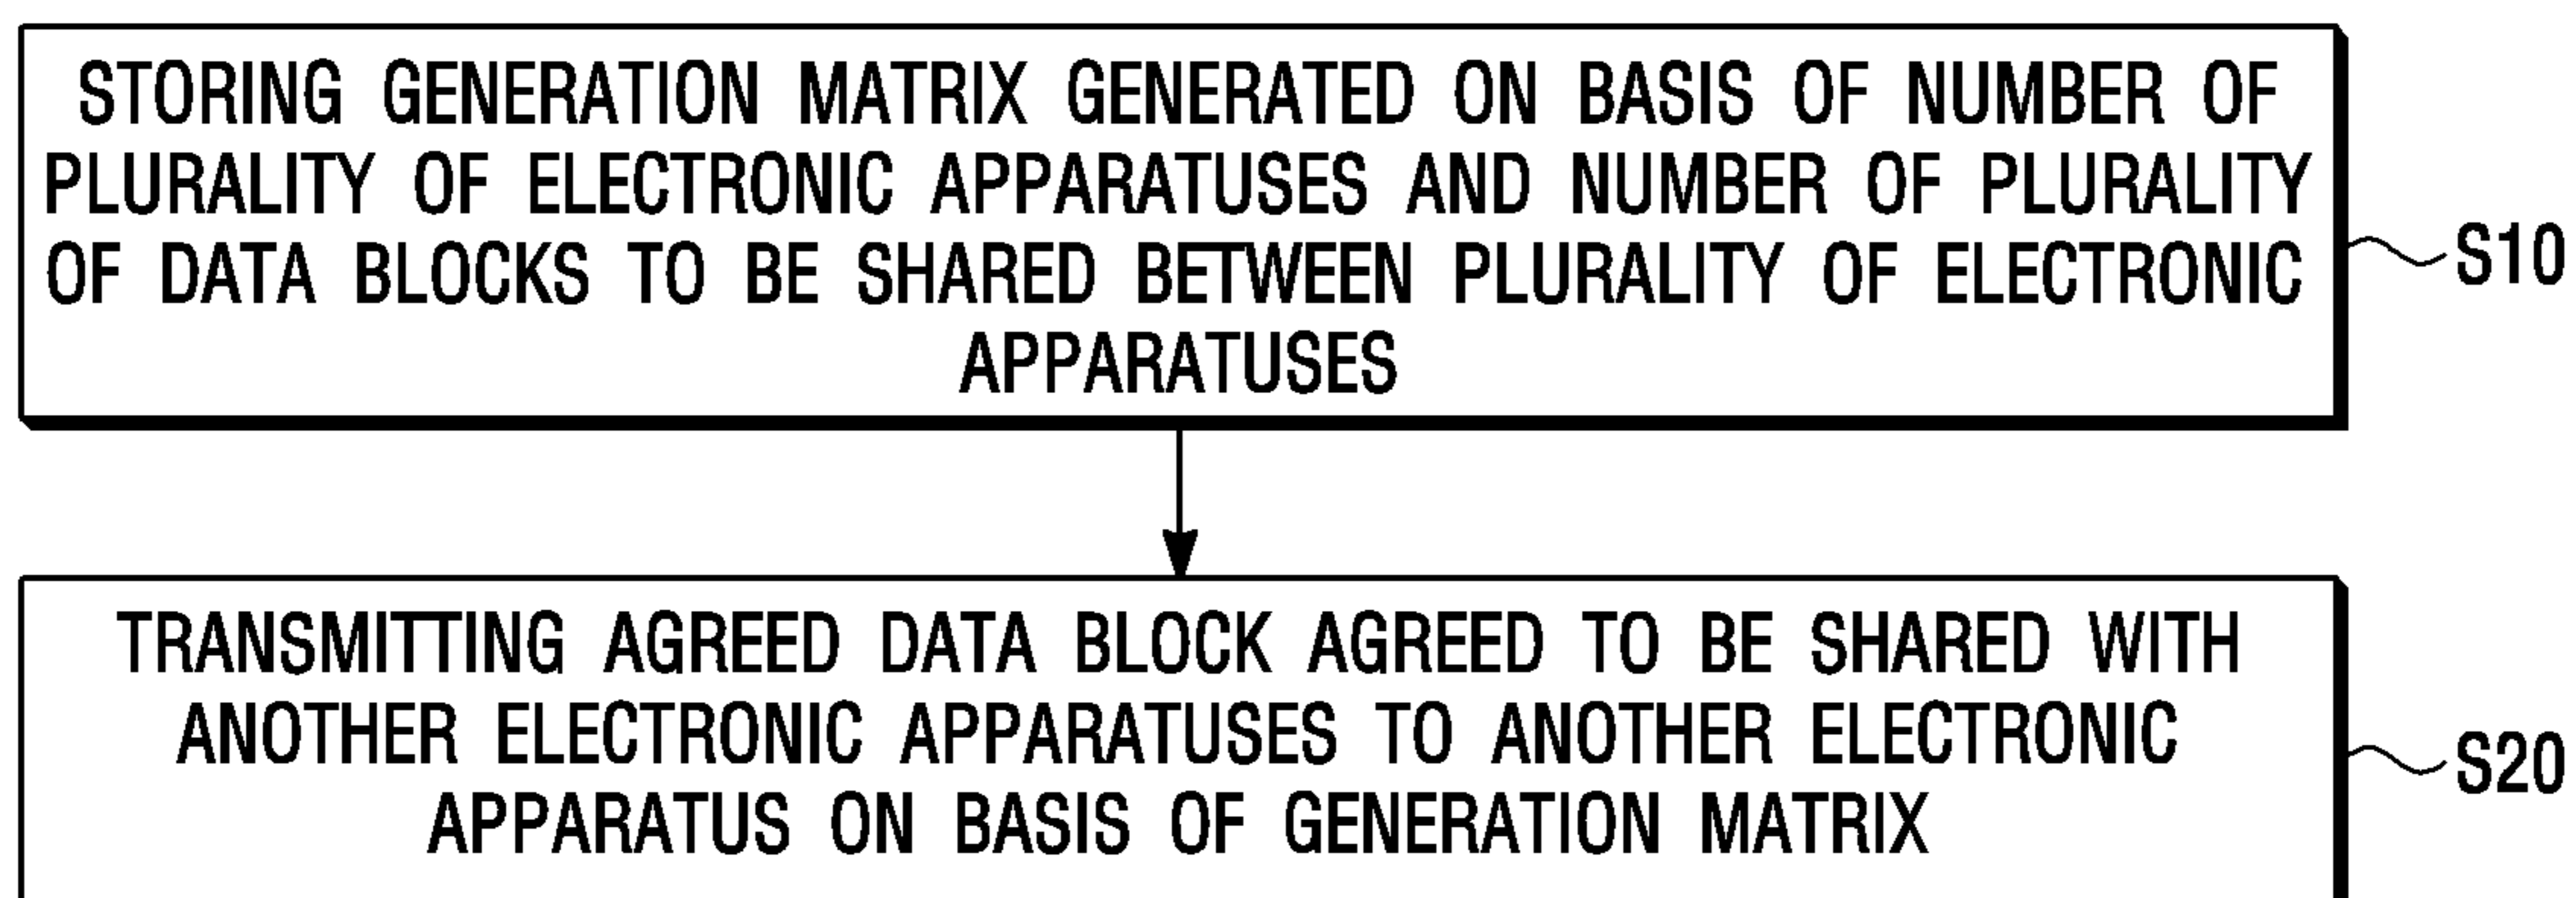 STORING GENERATION MATRIX GENERATED ON BASIS OF NUMBER OF
PLURALITY OF ELECTRONIC APPARATUSES AND NUMBER OF PLURALITY
OF DATA BLOCKS TO BE SHARED BETWEEN PLURALITY OF ELECTRONIC
APPARATUSES
S10
TRANSMITTING AGREED DATA BLOCK AGREED TO BE SHARED WITH
ANOTHER ELECTRONIC APPARATUSES TO ANOTHER ELECTRONIC
APPARATUS ON BASIS OF GENERATION MATRIX
S20